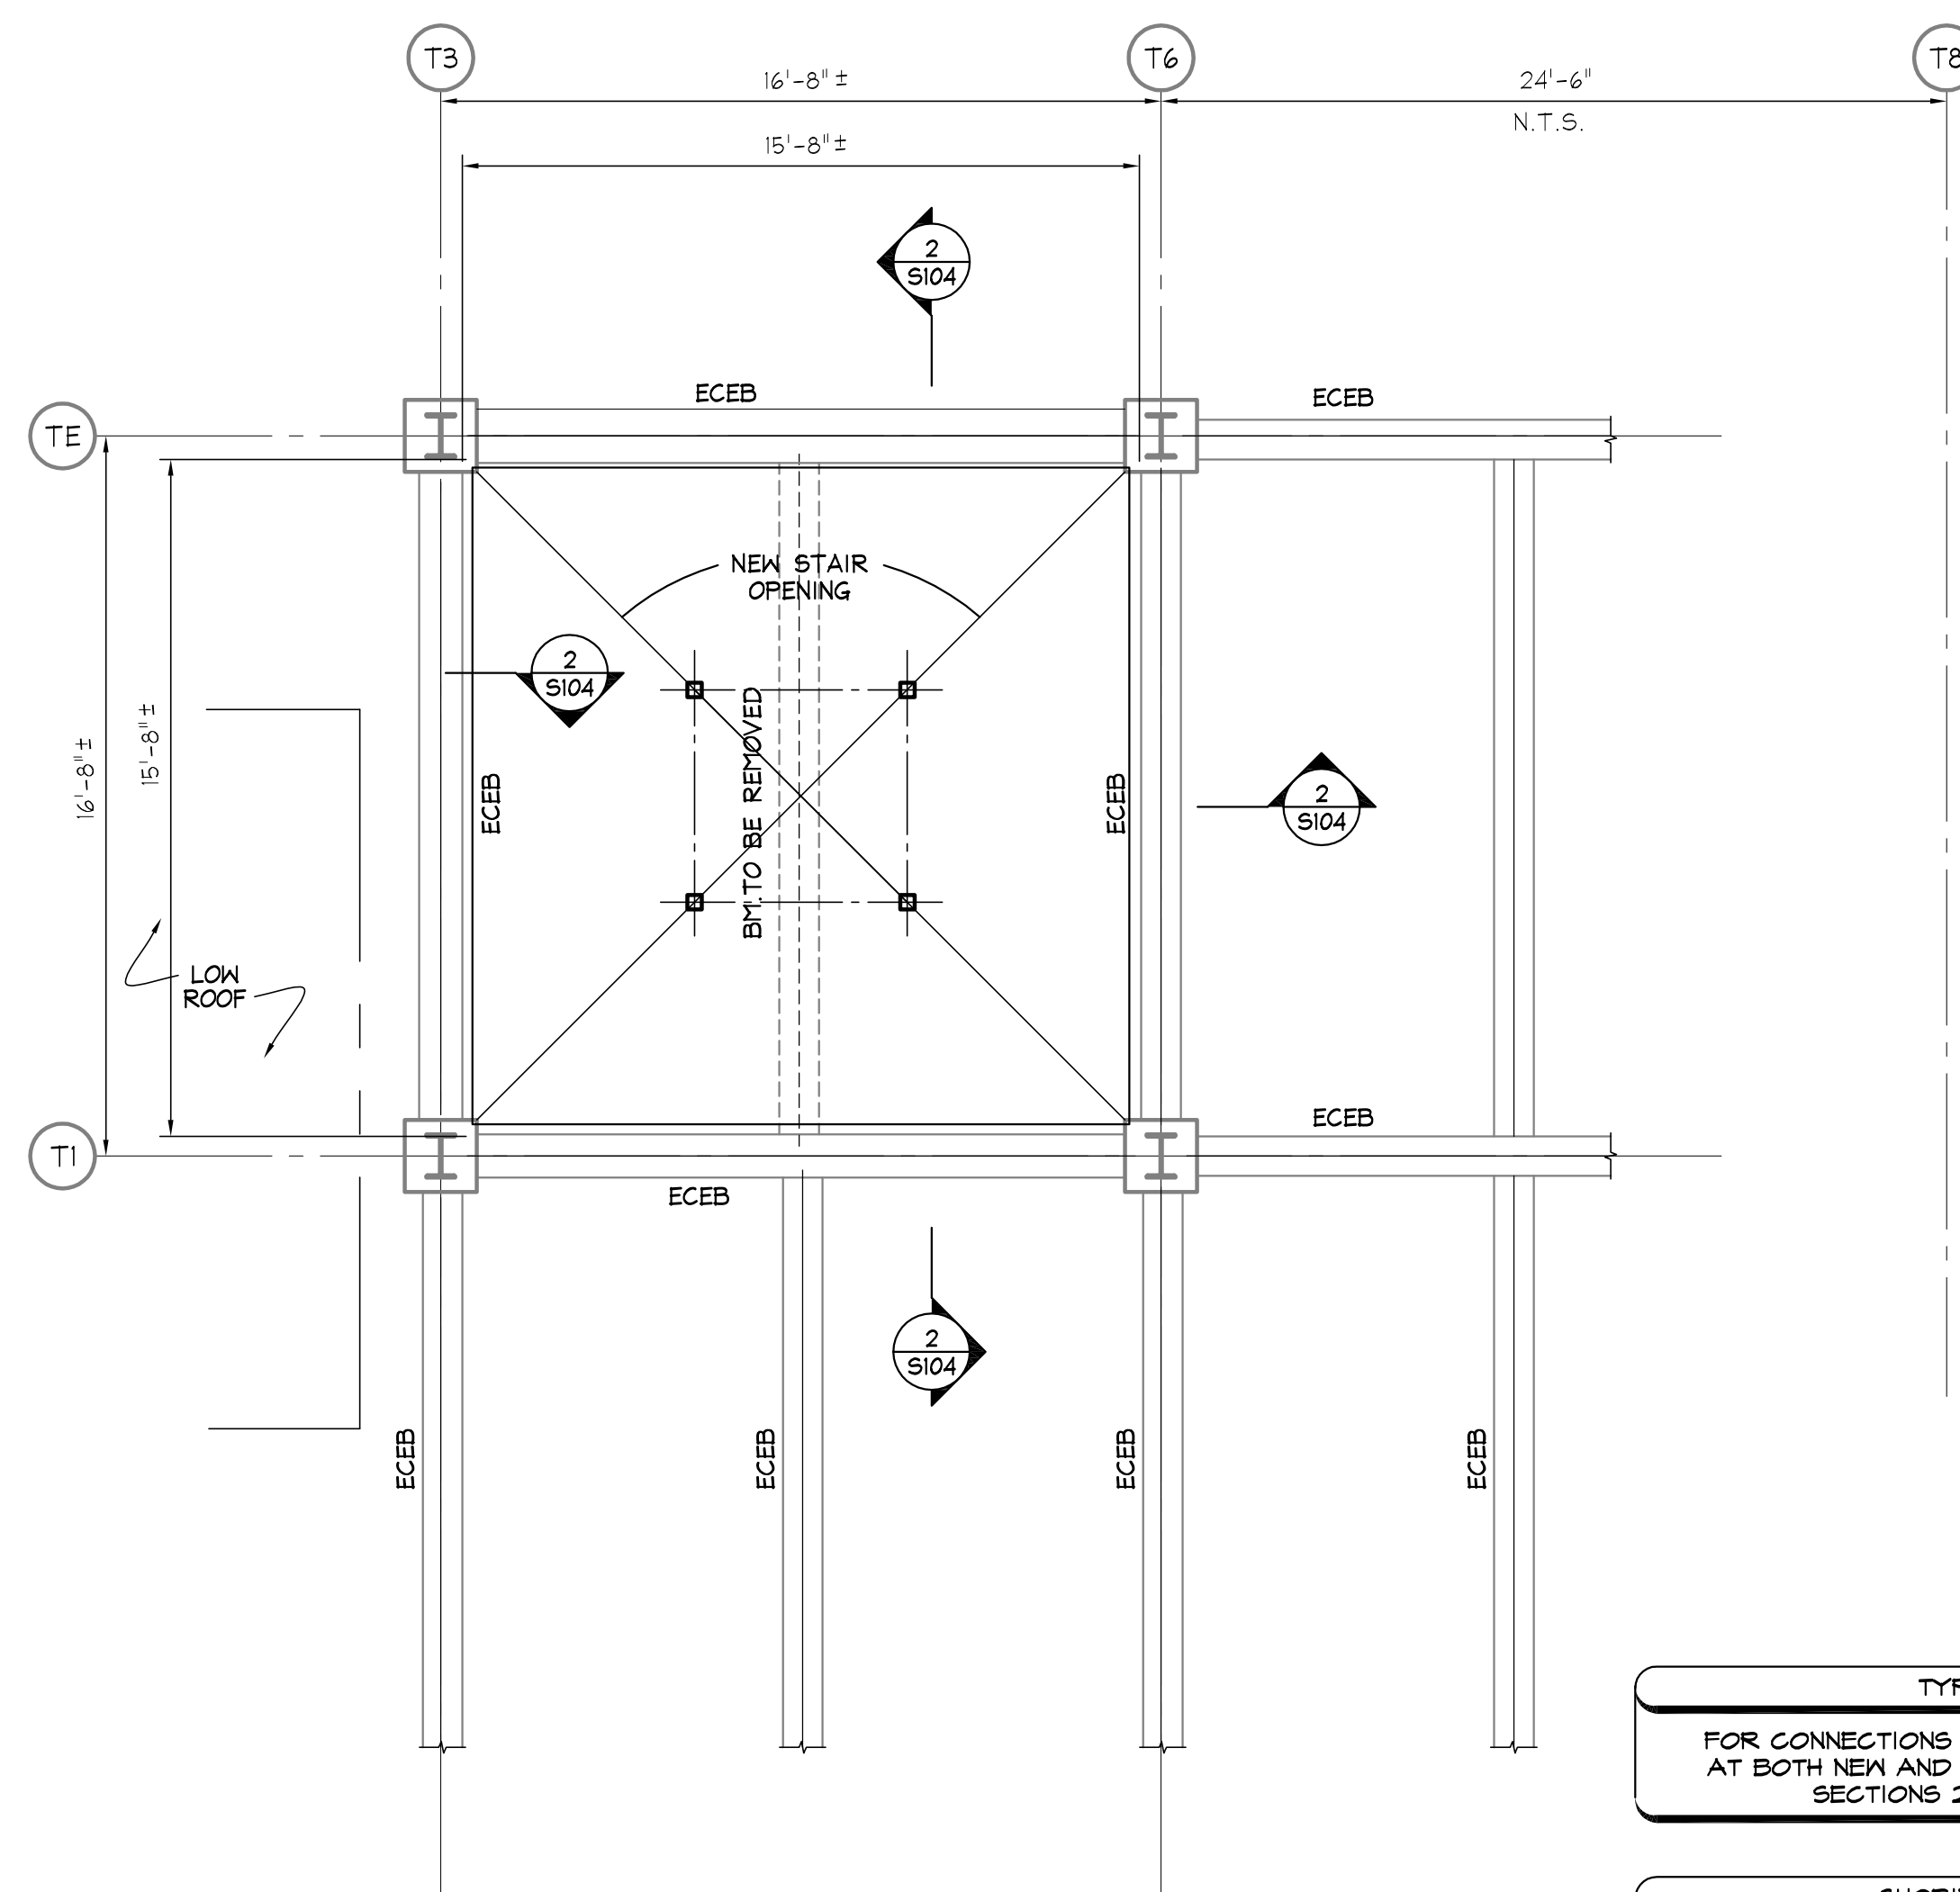 T3
T6
T8
16'-8"±
24'-6"
N.T.S.
15'-8"±
2
S104
ECEB
ECEB
TE
NEW STAIR
OPENING
2
S104
BM. TO BE REMOVED
16'-8"±
15'-8"±
ECEB
ECEB
2
S104
LOW
ROOF
ECEB
T1
ECEB
2
S104
ECEB
ECEB
ECEB
ECEB
FOR CONNECTIONS
AT BOTH NEW AND
SECTIONS